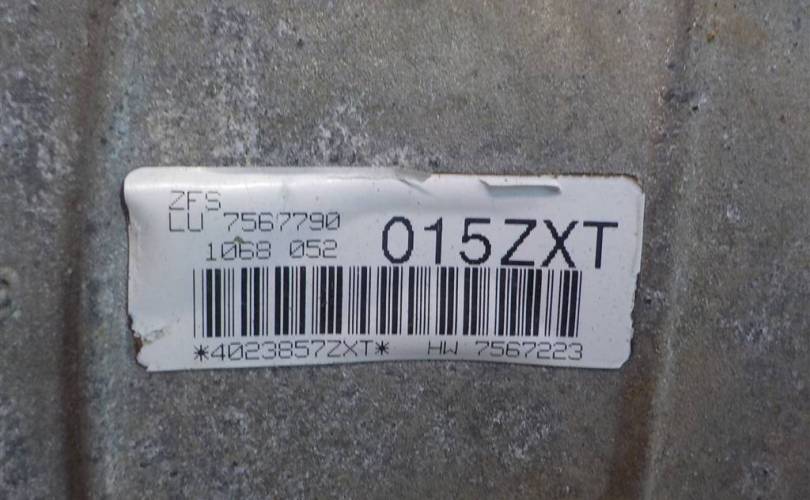 ZFS
LU 7567790
1068 052 015ZXT
*4023857ZXT* HW 7567223